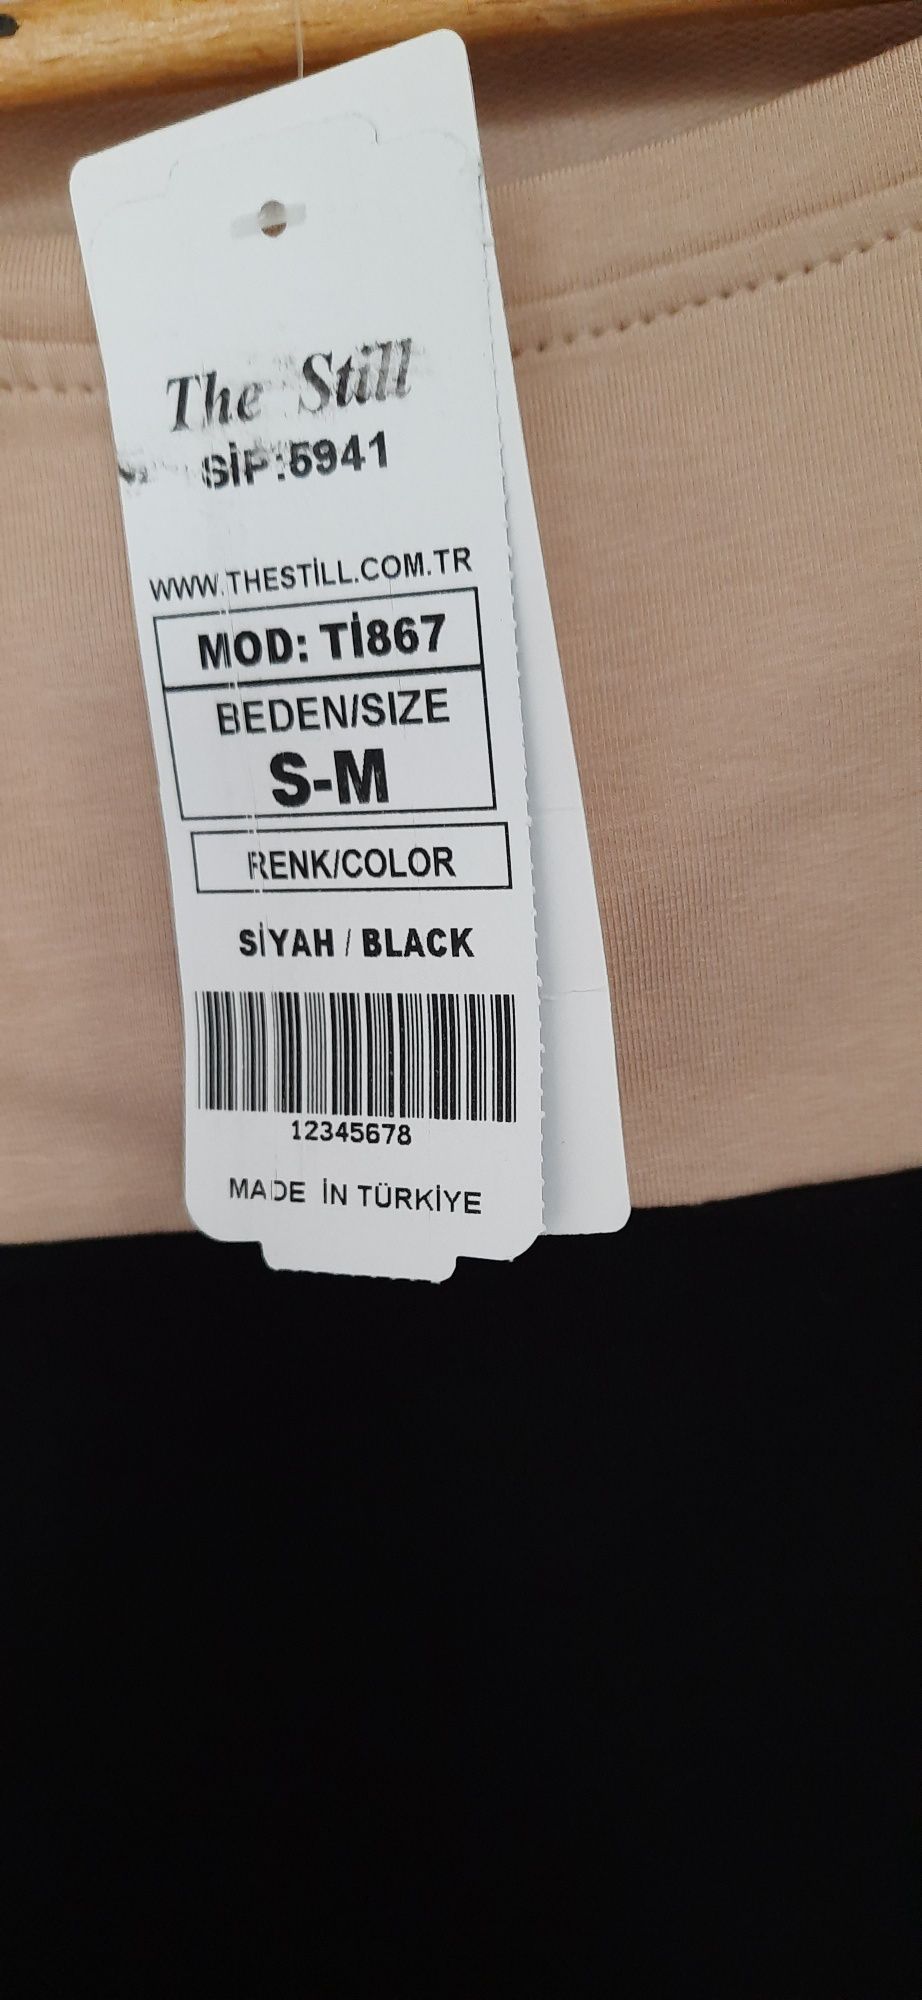 The Still
SİP:5941
WWW.THESTİLL.COM.TR
MOD: Tİ867
BEDEN/SIZE
S-M
RENK/COLOR
SİYAH / BLACK
12345678
MADE İN TÜRKİYE